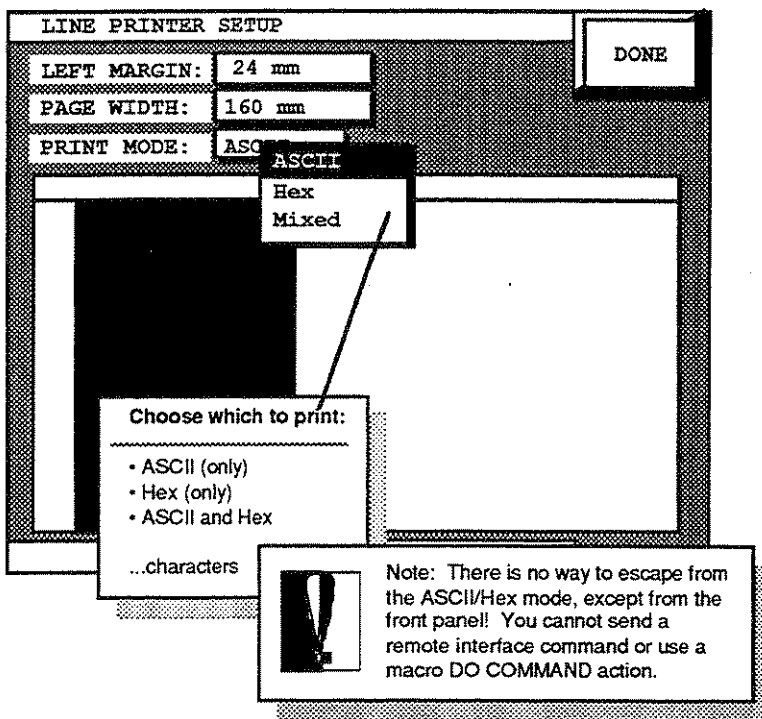 LINE PRINTER SETUP
DONE
LEFT MARGIN: 24 mm
PAGE WIDTH: 160 mm
PRINT MODE:
ASCII
Hex
Mixed
Choose which to print:
• ASCII (only)
• Hex (only)
• ASCII and Hex
...characters
Note: There is no way to escape from
the ASCII/Hex mode, except from the
front panel! You cannot send a
remote interface command or use a
macro DO COMMAND action.